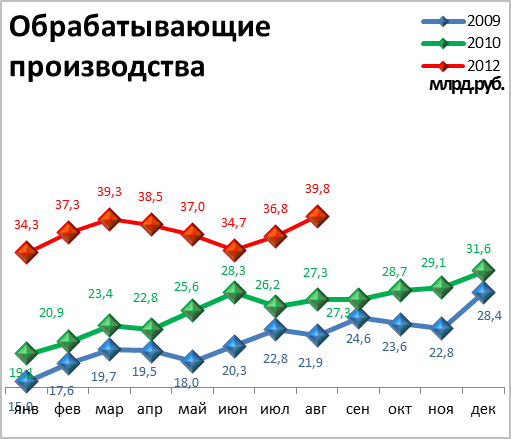 Обрабатывающие
производства
2009
2010
2012
млрд.руб.
34,3 37,3 39,3 38,5 37,0 34,7 36,8 39,8
19,1 20,9 23,4 22,8 25,6 28,3 26,2 27,3 27,3 28,7 29,1 31,6
15,0 17,6 19,7 19,5 18,0 20,3 22,8 21,9 24,6 23,6 22,8 28,4
янв фев мар апр май июн июл авг сен окт ноя дек